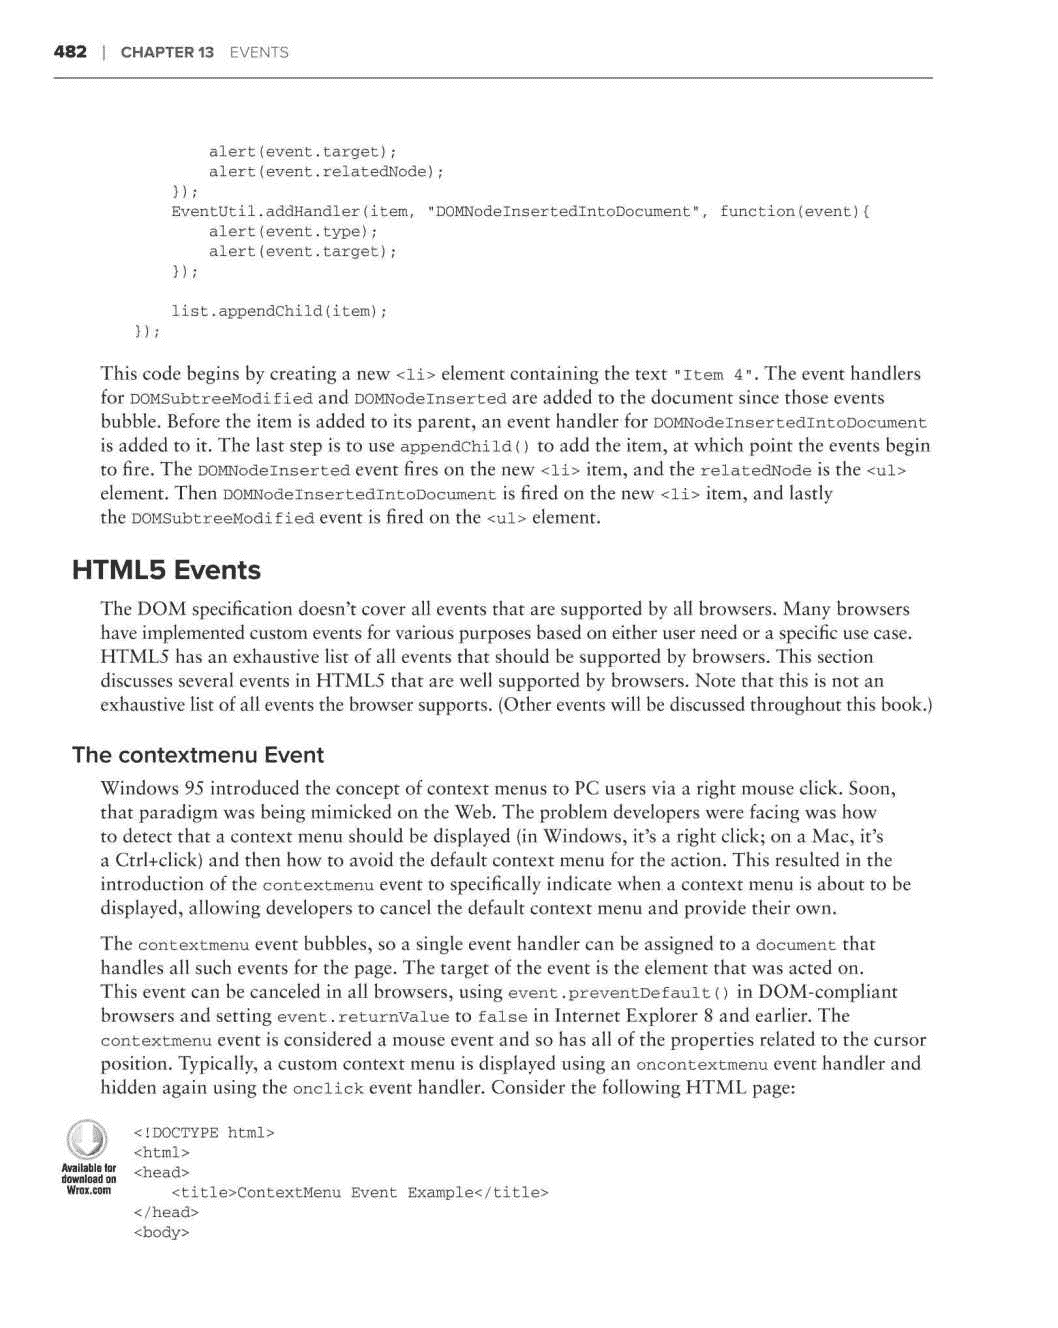 482 | CHAPTER 13 EVENTS
alert(event.target);
alert(event.relatedNode);
});
EventUtil.addHandler(item, "DOMNodeInsertedIntoDocument", function(event){
alert(event.type);
alert(event.target);
});
list.appendChild(item);
});
This code begins by creating a new <li> element containing the text "Item 4". The event handlers
for DOMSubtreeModified and DOMNodeInserted are added to the document since those events
bubble. Before the item is added to its parent, an event handler for DOMNodeInsertedIntoDocument
is added to it. The last step is to use appendChild() to add the item, at which point the events begin
to fire. The DOMNodeInserted event fires on the new <li> item, and the relatedNode is the <ul>
element. Then DOMNodeInsertedIntoDocument is fired on the new <li> item, and lastly
the DOMSubtreeModified event is fired on the <ul> element.
HTML5 Events
The DOM specification doesn't cover all events that are supported by all browsers. Many browsers
have implemented custom events for various purposes based on either user need or a specific use case.
HTML5 has an exhaustive list of all events that should be supported by browsers. This section
discusses several events in HTML5 that are well supported by browsers. Note that this is not an
exhaustive list of all events the browser supports. (Other events will be discussed throughout this book.)
The contextmenu Event
Windows 95 introduced the concept of context menus to PC users via a right mouse click. Soon,
that paradigm was being mimicked on the Web. The problem developers were facing was how
to detect that a context menu should be displayed (in Windows, it's a right click; on a Mac, it's
a Ctrl+click) and then how to avoid the default context menu for the action. This resulted in the
introduction of the contextmenu event to specifically indicate when a context menu is about to be
displayed, allowing developers to cancel the default context menu and provide their own.
The contextmenu event bubbles, so a single event handler can be assigned to a document that
handles all such events for the page. The target of the event is the element that was acted on.
This event can be canceled in all browsers, using event.preventDefault() in DOM-compliant
browsers and setting event.returnValue to false in Internet Explorer 8 and earlier. The
contextmenu event is considered a mouse event and so has all of the properties related to the cursor
position. Typically, a custom context menu is displayed using an oncontextmenu event handler and
hidden again using the onclick event handler. Consider the following HTML page:
<!DOCTYPE html>
<html>
<head>
<title>ContextMenu Event Example</title>
</head>
<body>
Available for
download on
Wrox.com